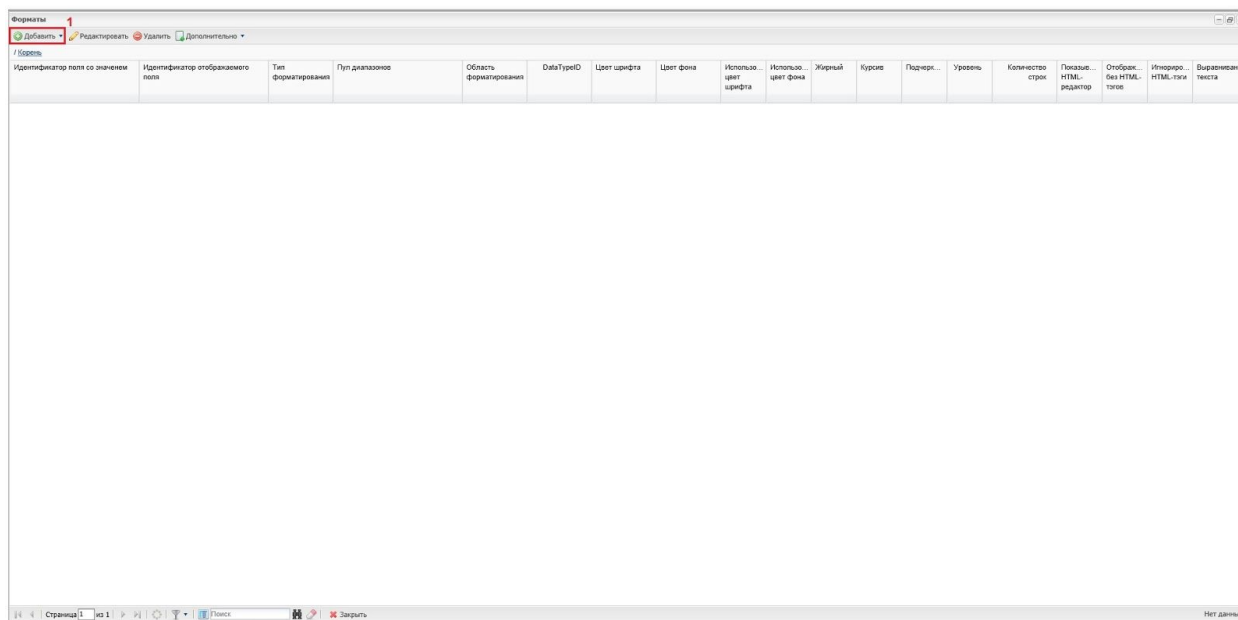 Форматы
1
Добавить Редактировать Удалить Дополнительно
/ Корень
Идентификатор поля со значенем Идентификатор отображаемого поля Тип форматирования Пул диапазонов Область форматирования DataTypeID Цвет шрифта Цвет фона Использо... цвет шрифта Использо... цвет фона Жирный Курсив Подчерк... Уровень Количество строк Показыв... HTML-редактор Отображ... без HTML-тэгов Игнориро... HTML-тэги Выравниван текста
Страница 1 из 1 Поиск Закрыть Нет данны